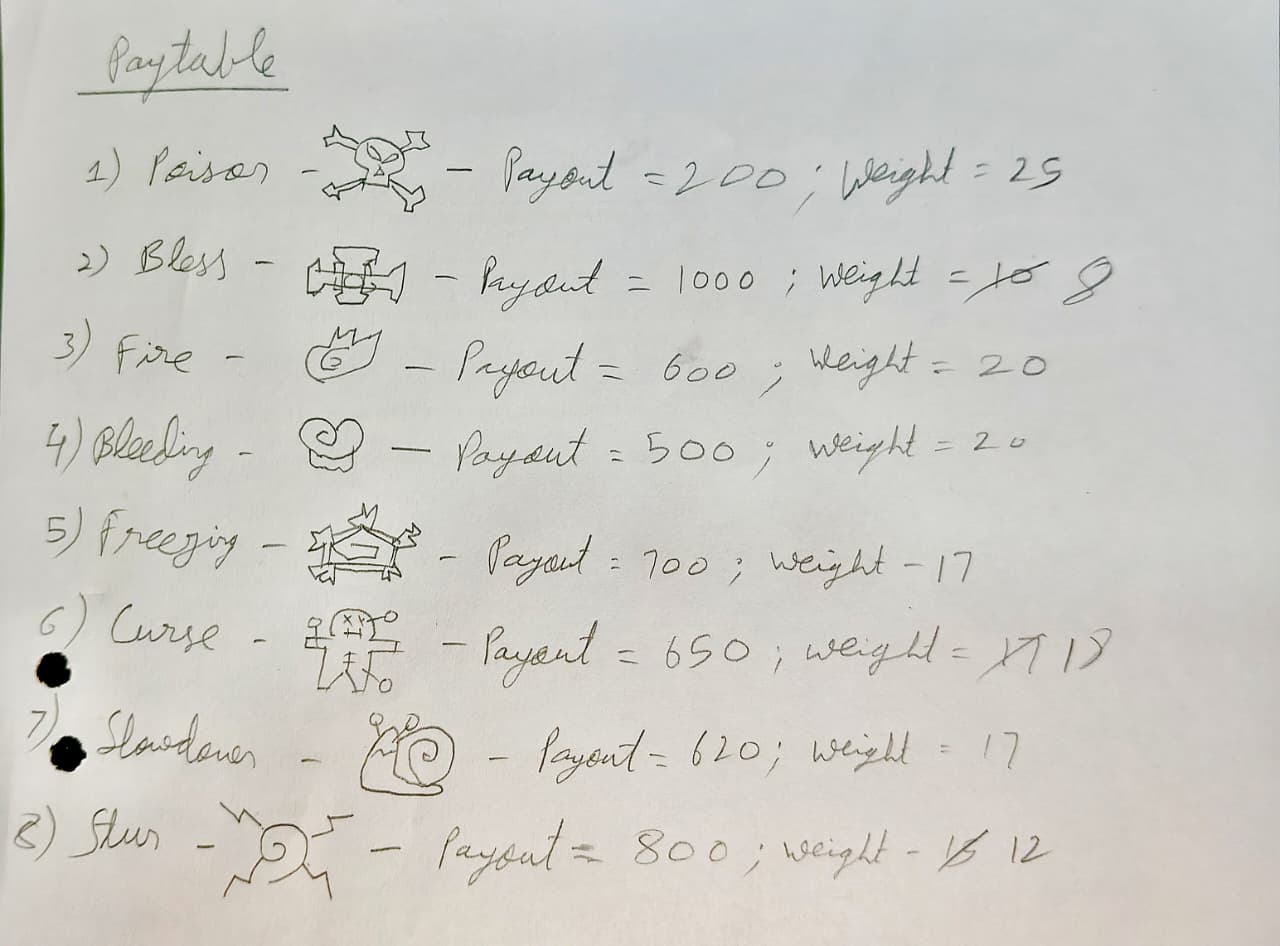 Paytable
1) Poison - - Payout = 200 ; Weight = 25
2) Bless - - Payout = 1000 ; Weight = 10 8
3) Fire - - Payout = 600 ; Weight = 20
4) Bleeding - - Payout = 500 ; Weight = 20
5) Freezing - - Payout = 700 ; Weight - 17
6) Curse - - Payout = 650 ; weight = 17 18
7) Slowdown - - Payout = 620 ; Weight = 17
8) Stun - - Payout = 800 ; weight - 15 12